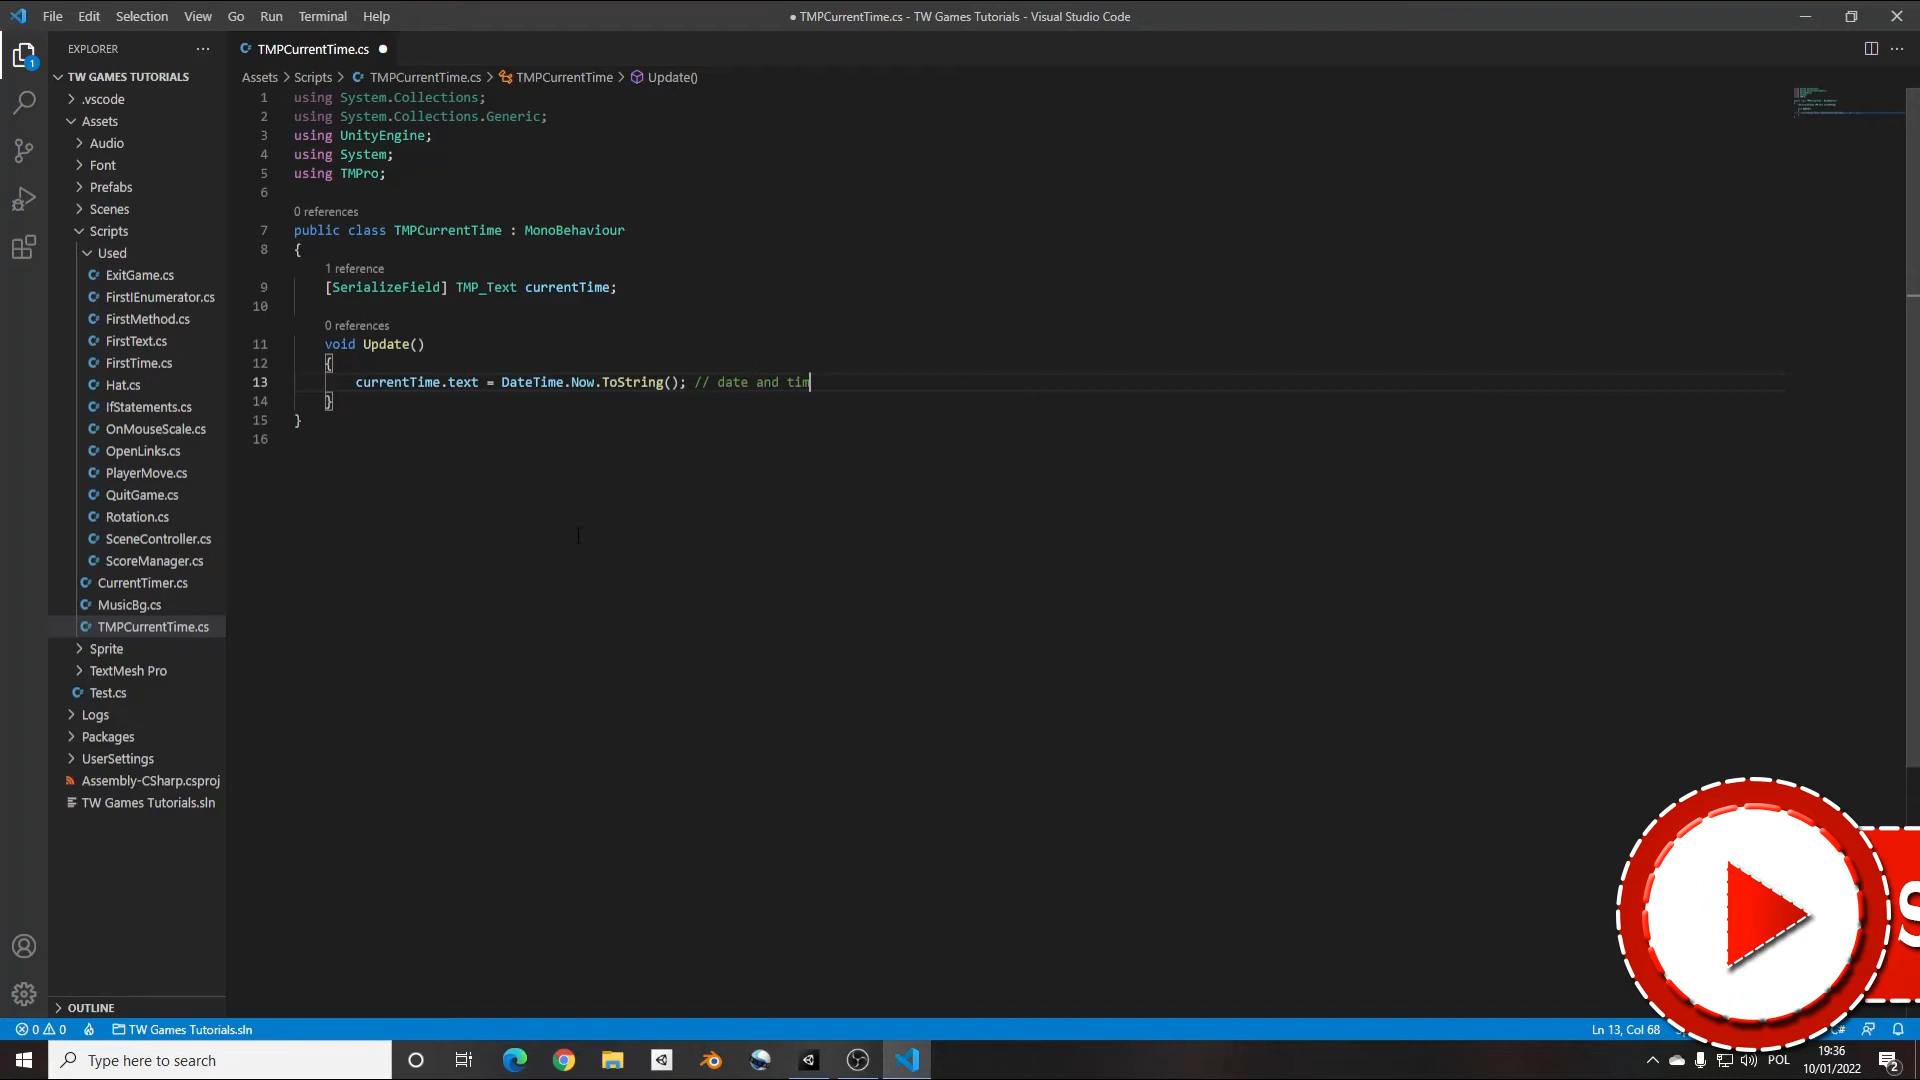 File Edit Selection View Go Run Terminal Help
● TMPCurrentTime.cs - TW Games Tutorials - Visual Studio Code
EXPLORER
TMPCurrentTime.cs
TW GAMES TUTORIALS
Assets > Scripts > TMPCurrentTime.cs > TMPCurrentTime > Update()
.vscode
Assets
Audio
Font
Prefabs
Scenes
Scripts
Used
ExitGame.cs
FirstIEnumerator.cs
FirstMethod.cs
FirstText.cs
FirstTime.cs
Hat.cs
IfStatements.cs
OnMouseScale.cs
OpenLinks.cs
PlayerMove.cs
QuitGame.cs
Rotation.cs
SceneController.cs
ScoreManager.cs
CurrentTimer.cs
MusicBg.cs
TMPCurrentTime.cs
Sprite
TextMesh Pro
Test.cs
Logs
Packages
UserSettings
Assembly-CSharp.csproj
TW Games Tutorials.sln
OUTLINE
1 using System.Collections;
2 using System.Collections.Generic;
3 using UnityEngine;
4 using System;
5 using TMPro;
6
0 references
7 public class TMPCurrentTime : MonoBehaviour
8 {
1 reference
9 [SerializeField] TMP_Text currentTime;
10
0 references
11 void Update()
12 {
13 currentTime.text = DateTime.Now.ToString(); // date and tim
14 }
15 }
16
1
S
0 0 TW Games Tutorials.sln
Ln 13, Col 68
C#
Type here to search
POL
19:36
10/01/2022
2